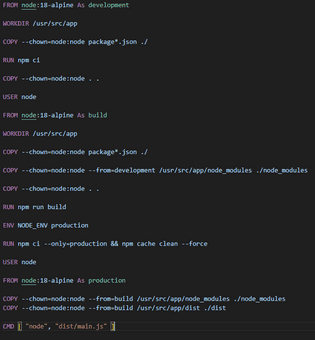 FROM node:18-alpine As development
WORKDIR /usr/src/app
COPY --chown=node:node package*.json ./
RUN npm ci
COPY --chown=node:node . .
USER node
FROM node:18-alpine As build
WORKDIR /usr/src/app
COPY --chown=node:node package*.json ./
COPY --chown=node:node --from=development /usr/src/app/node_modules ./node_modules
COPY --chown=node:node . .
RUN npm run build
ENV NODE_ENV production
RUN npm ci --only=production && npm cache clean --force
USER node
FROM node:18-alpine As production
COPY --chown=node:node --from=build /usr/src/app/node_modules ./node_modules
COPY --chown=node:node --from=build /usr/src/app/dist ./dist
CMD [ "node", "dist/main.js" ]